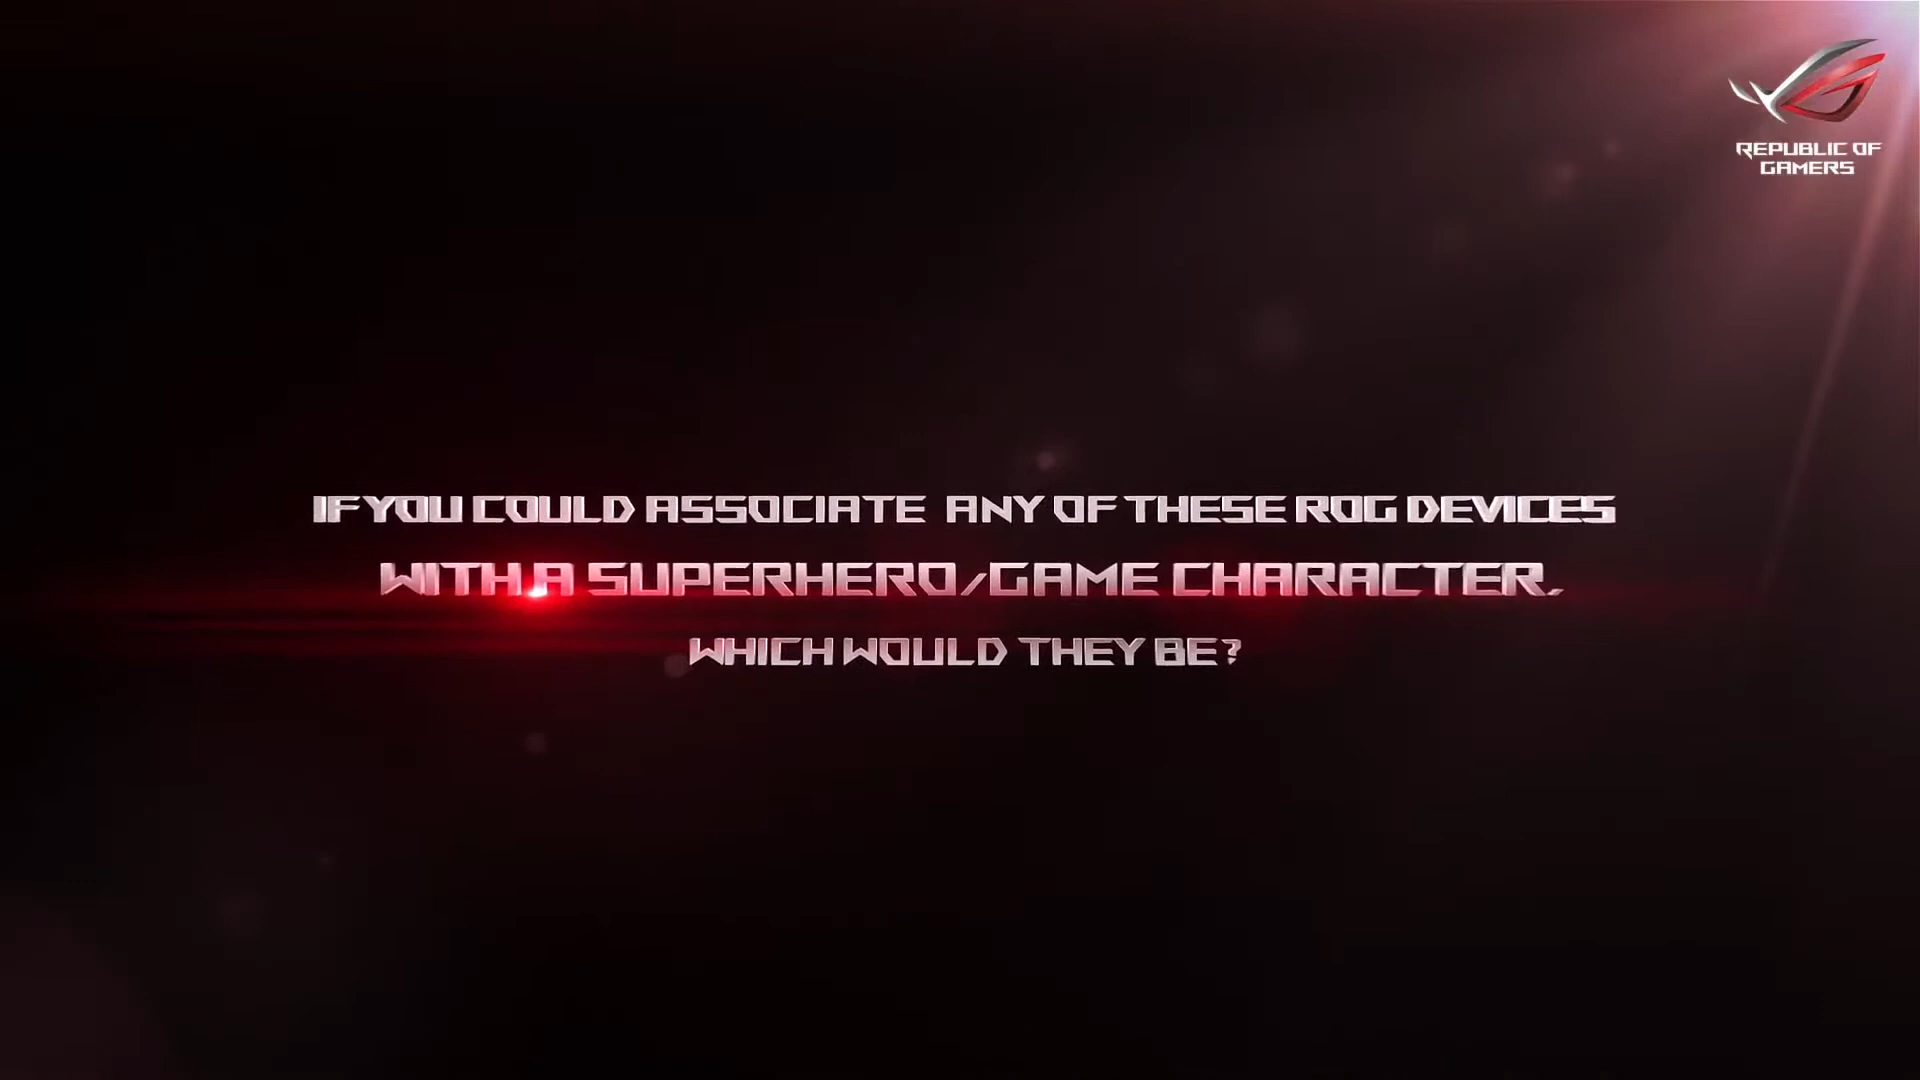 REPUBLIC OF
GAMERS
IF YOU COULD ASSOCIATE ANY OF THESE ROG DEVICES
WITH A SUPERHERO/GAME CHARACTER,
WHICH WOULD THEY BE?